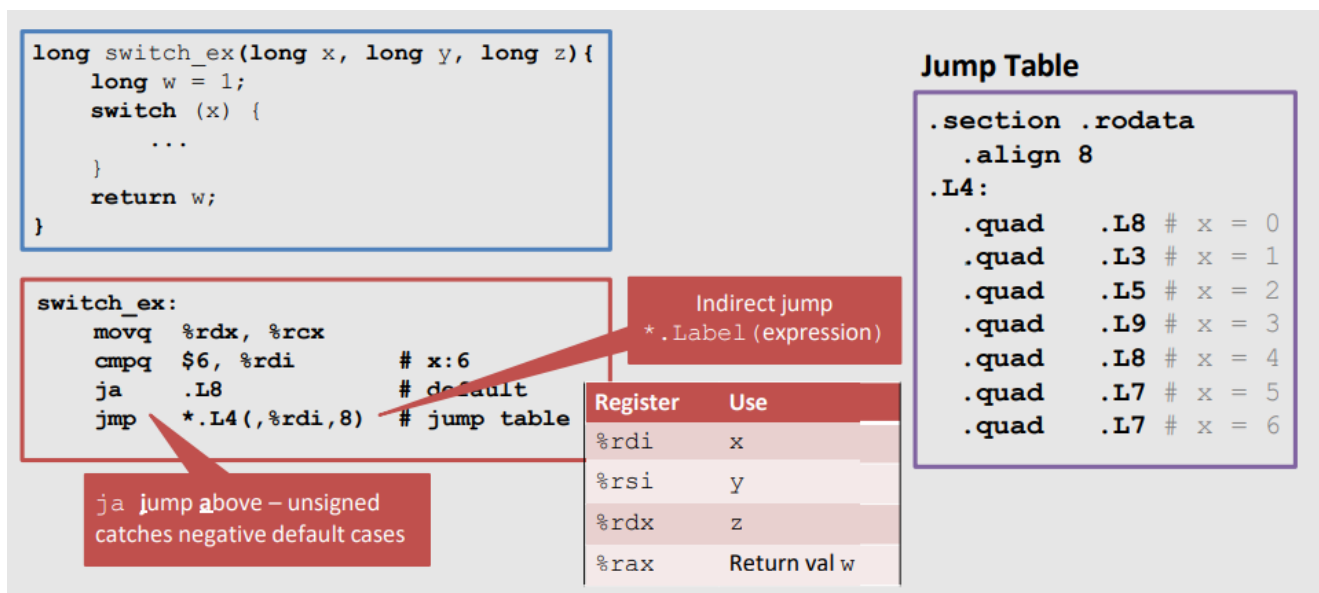 long switch_ex(long x, long y, long z){
    long w = 1;
    switch (x) {
        ...
    }
    return w;
}
Jump Table
.section .rodata
  .align 8
.L4:
  .quad    .L8 # x = 0
  .quad    .L3 # x = 1
  .quad    .L5 # x = 2
  .quad    .L9 # x = 3
  .quad    .L8 # x = 4
  .quad    .L7 # x = 5
  .quad    .L7 # x = 6
switch_ex:
    movq   %rdx, %rcx
    cmpq   $6, %rdi        # x:6
    ja     .L8             # default
    jmp    *.L4(,%rdi,8)   # jump table
Indirect jump
*.Label(expression)
ja jump above – unsigned
catches negative default cases
Register   Use
%rdi   x
%rsi   y
%rdx   z
%rax   Return val w